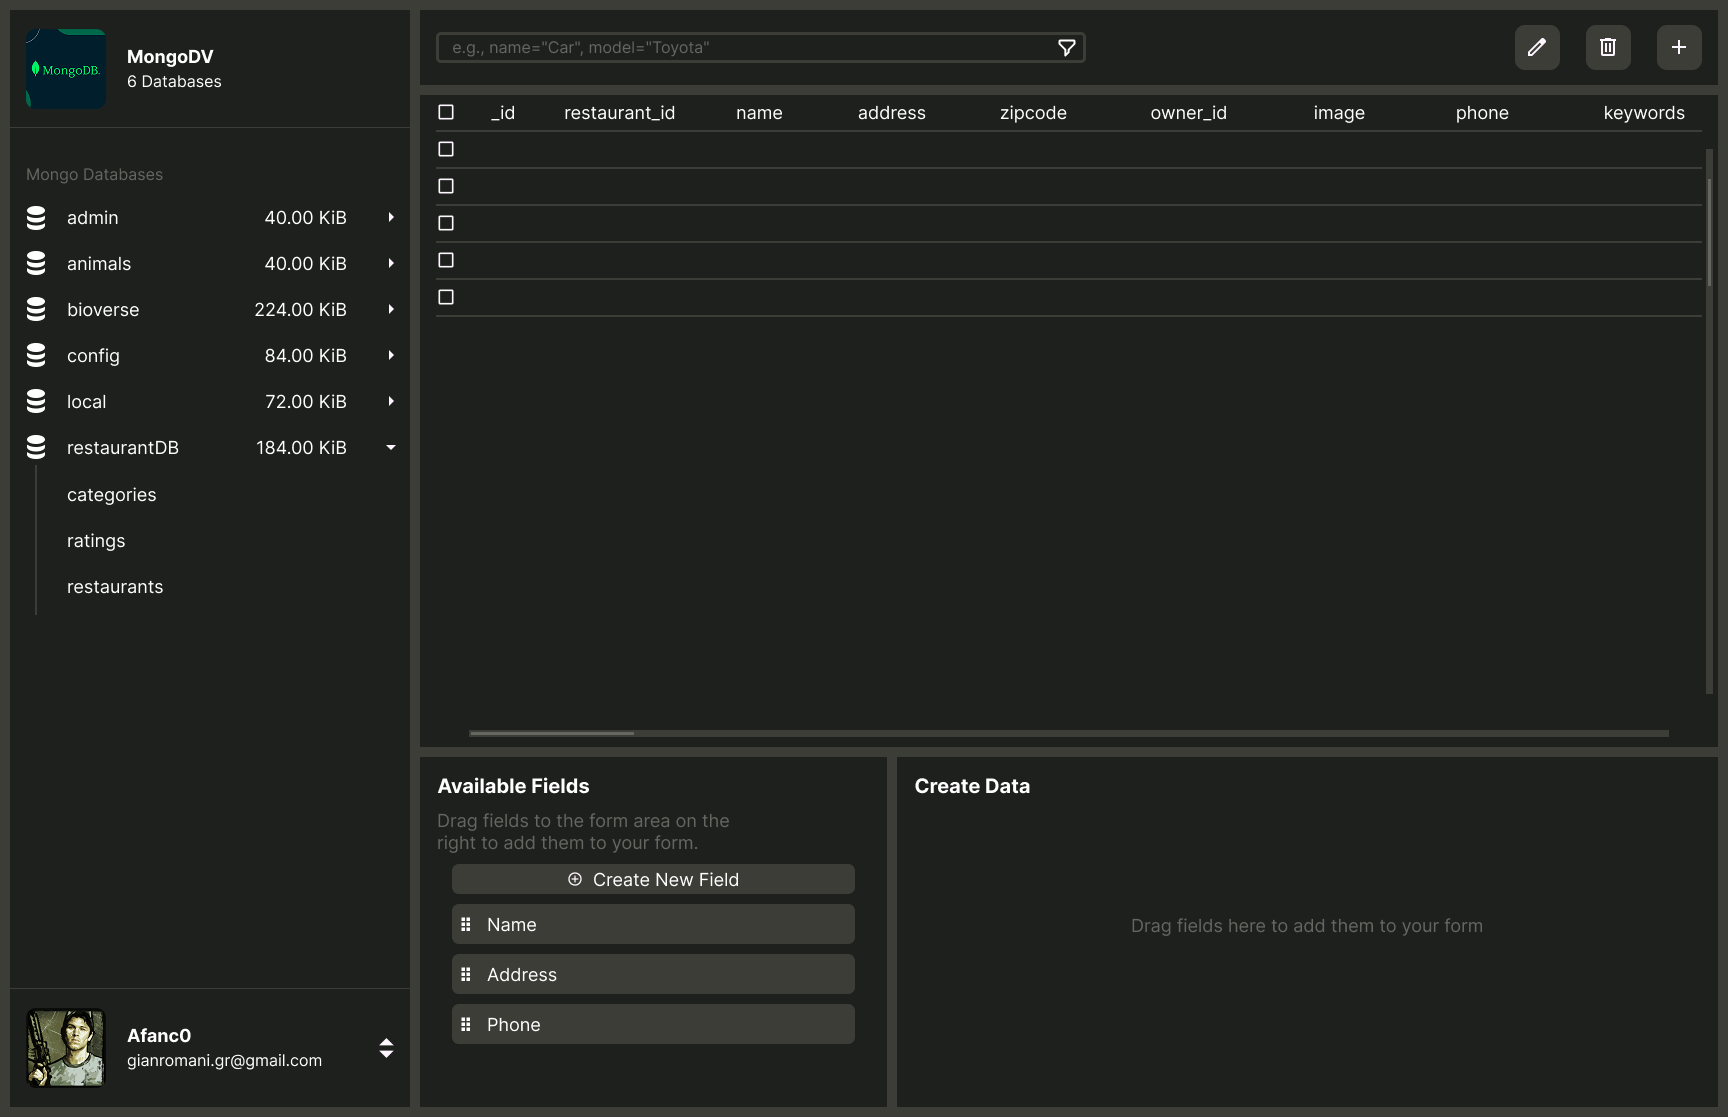 MongoDB.
MongoDV
6 Databases
Mongo Databases
admin 40.00 KiB
animals 40.00 KiB
bioverse 224.00 KiB
config 84.00 KiB
local 72.00 KiB
restaurantDB 184.00 KiB
categories
ratings
restaurants
Afanc0
gianromani.gr@gmail.com
e.g., name="Car", model="Toyota"
_id restaurant_id name address zipcode owner_id image phone keywords
Available Fields
Drag fields to the form area on the
right to add them to your form.
Create New Field
Name
Address
Phone
Create Data
Drag fields here to add them to your form